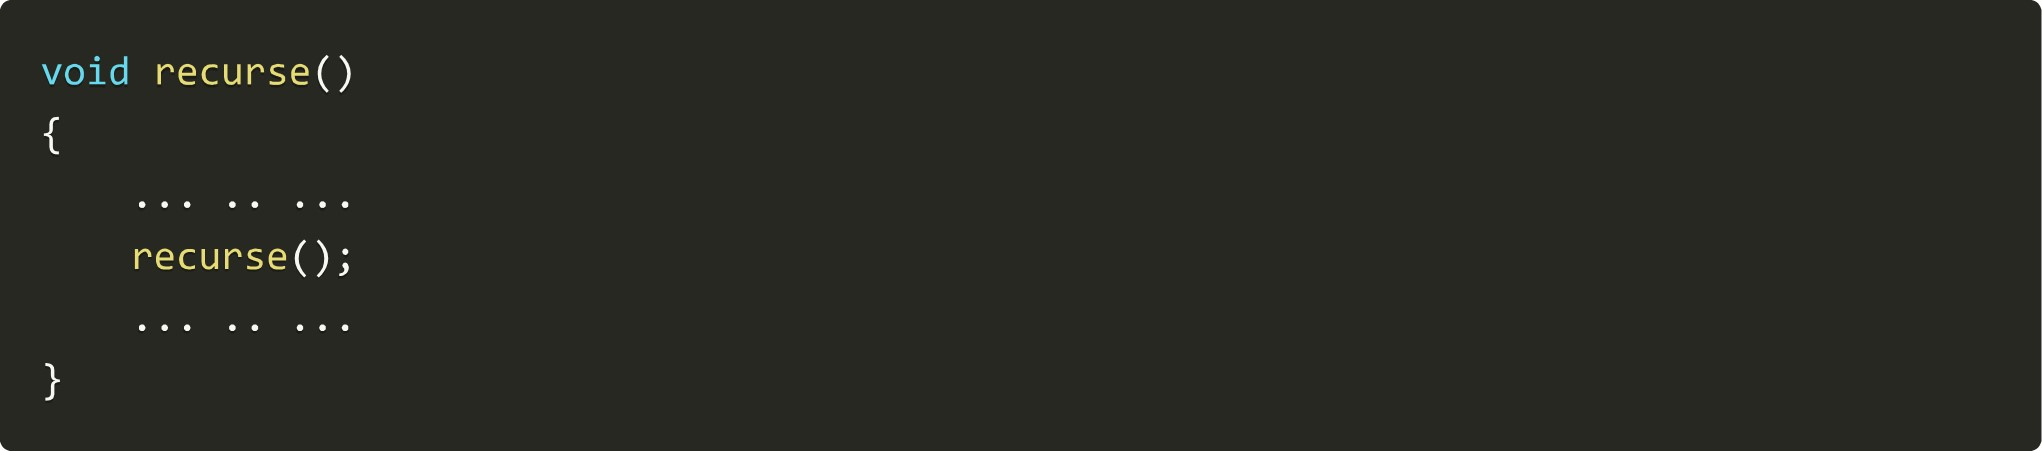 void recurse()
{
    ... .. ...
    recurse();
    ... .. ...
}